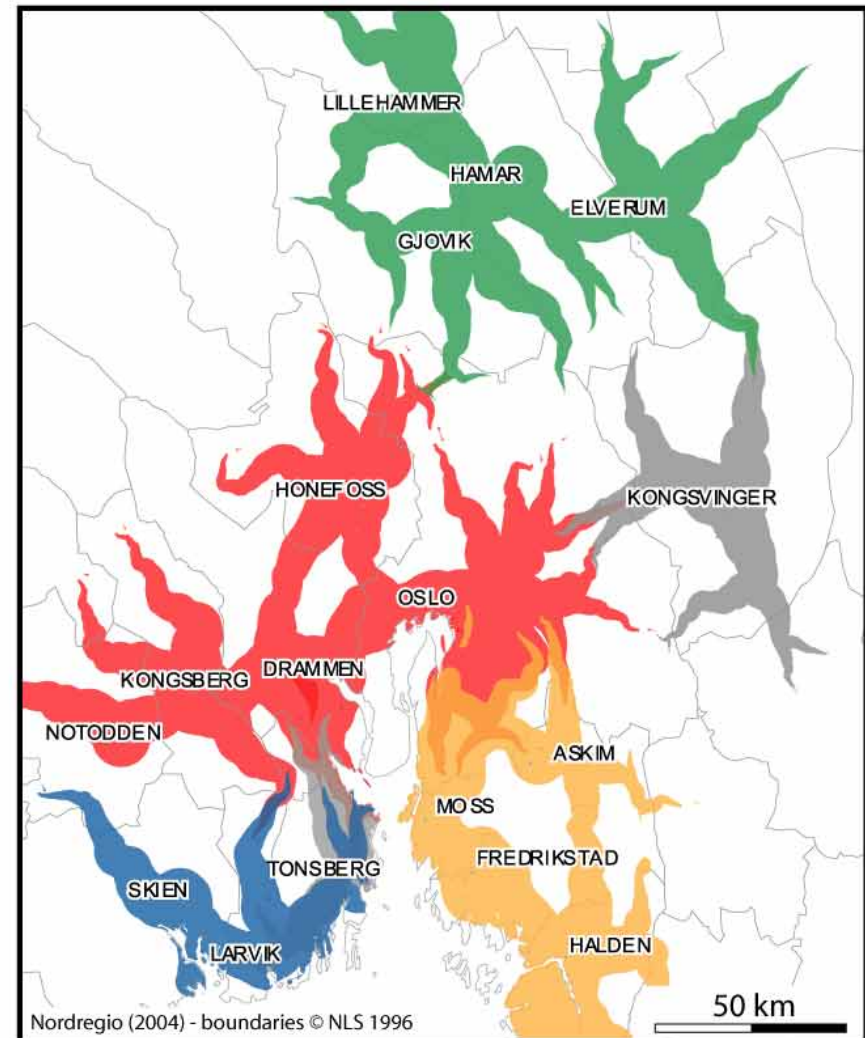 LILLEHAMMER
HAMAR
ELVERUM
GJOVIK
HONEFOSS
KONGSVINGER
OSLO
DRAMMEN
KONGSBERG
NOTODDEN
ASKIM
MOSS
FREDRIKSTAD
TONSBERG
SKIEN
HALDEN
LARVIK
50 km
Nordregio (2004) - boundaries © NLS 1996